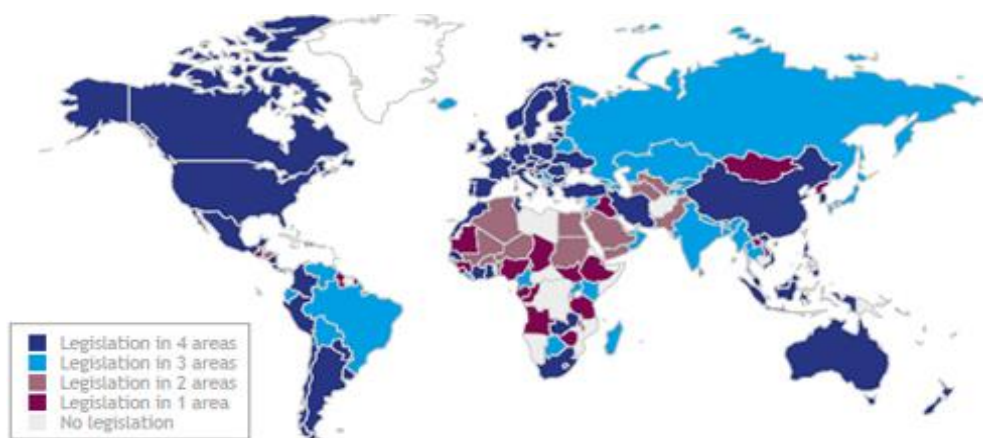 Legislation in 4 areas
Legislation in 3 areas
Legislation in 2 areas
Legislation in 1 area
No legislation